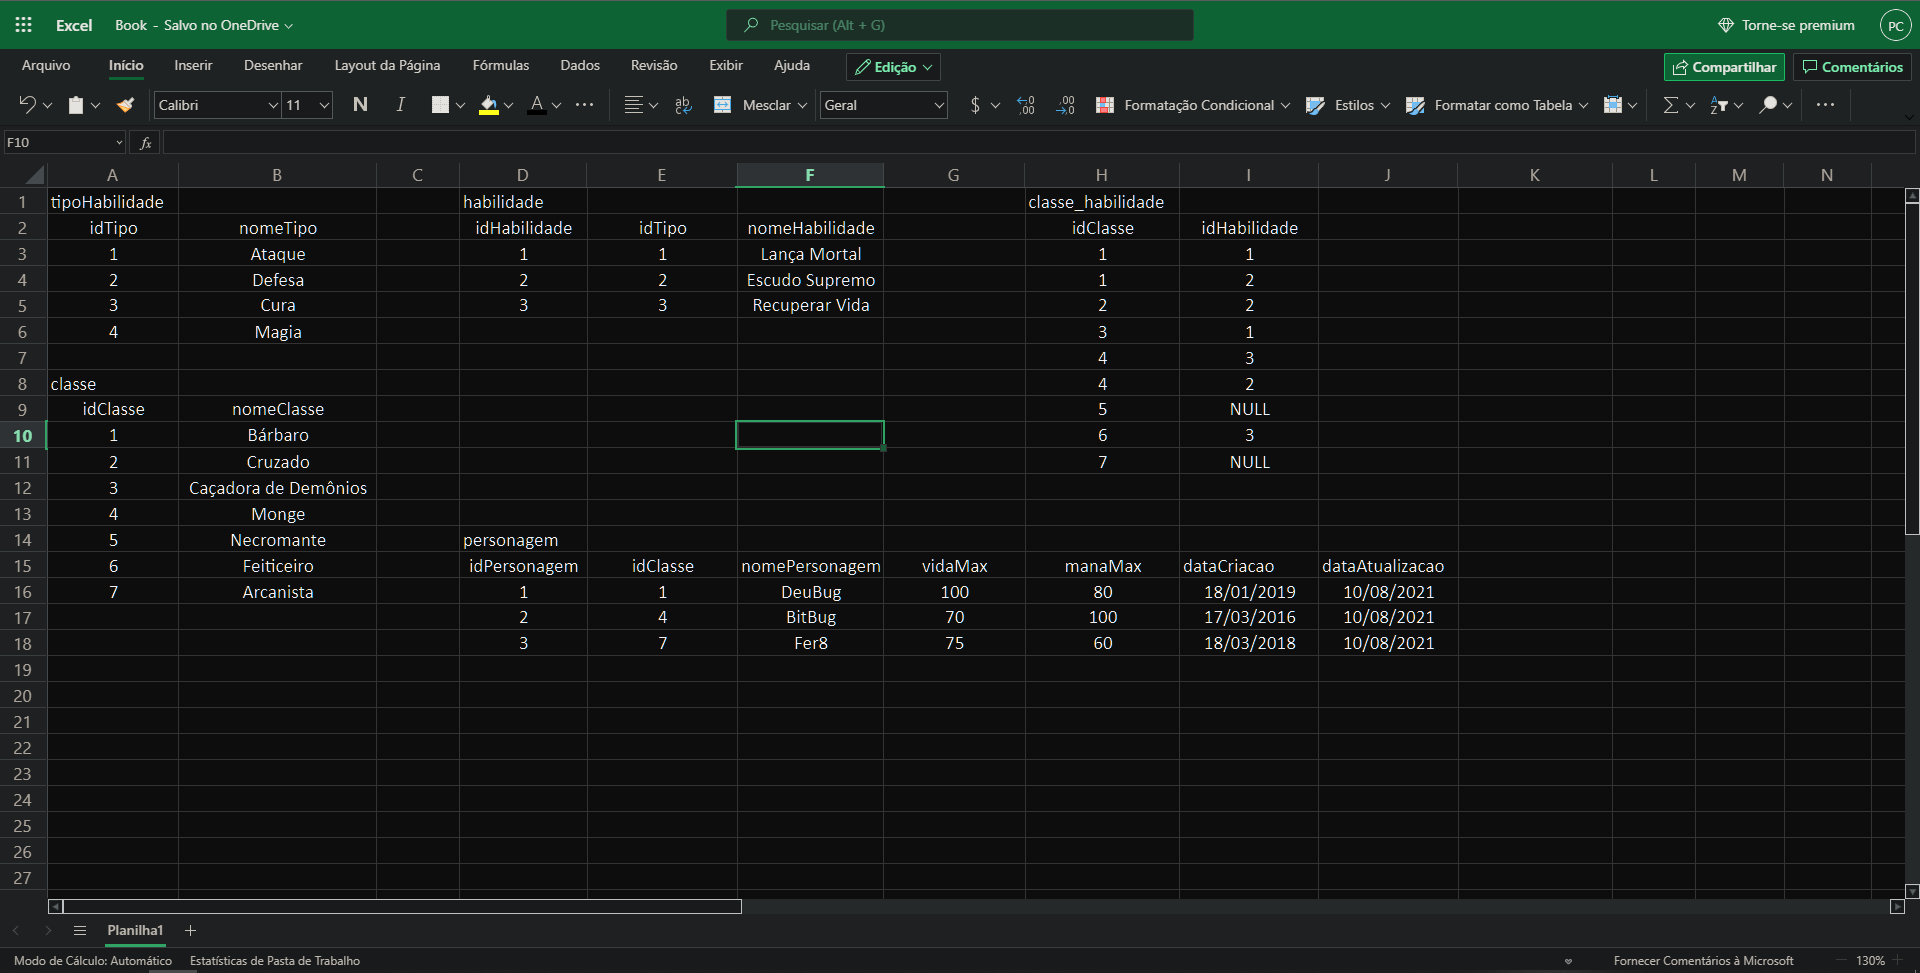 Excel Book - Salvo no OneDrive Pesquisar (Alt + G) Torne-se premium PC
Arquivo Início Inserir Desenhar Layout da Página Fórmulas Dados Revisão Exibir Ajuda Edição Compartilhar Comentários
Calibri 11 N I A ab Mesclar Geral $ Formatação Condicional Estilos Formatar como Tabela
F10 fx
A B C D E F G H I J K L M N
1 tipoHabilidade habilidade classe_habilidade
2 idTipo nomeTipo idHabilidade idTipo nomeHabilidade idClasse idHabilidade
3 1 Ataque 1 1 Lança Mortal 1 1
4 2 Defesa 2 2 Escudo Supremo 1 2
5 3 Cura 3 3 Recuperar Vida 2 2
6 4 Magia 3 1
7 4 3
8 classe 4 2
9 idClasse nomeClasse 5 NULL
10 1 Bárbaro 6 3
11 2 Cruzado 7 NULL
12 3 Caçadora de Demônios
13 4 Monge
14 5 Necromante personagem
15 6 Feiticeiro idPersonagem idClasse nomePersonagem vidaMax manaMax dataCriacao dataAtualizacao
16 7 Arcanista 1 1 DeuBug 100 80 18/01/2019 10/08/2021
17 2 4 BitBug 70 100 17/03/2016 10/08/2021
18 3 7 Fer8 75 60 18/03/2018 10/08/2021
19
20
21
22
23
24
25
26
27
Planilha1
Modo de Cálculo: Automático Estatísticas de Pasta de Trabalho Fornecer Comentários à Microsoft 130%